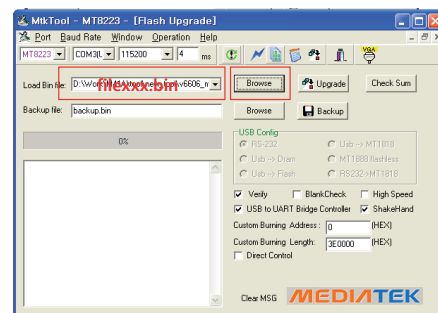 MtkTool - MT8223 - [Flash Upgrade]
Port Baud Rate Window Operation Help
MT8223 COM3(L 115200 4 ms VGA
Load Bin file: filexxx.bin Browse Upgrade Check Sum
Backup file: backup.bin Browse Backup
0%
USB Config
RS-232 Usb --> MT1818
Usb --> Dram MT1888 flashless
Usb --> Flash RS232->MT1818
Verify BlankCheck High Speed
USB to UART Bridge Controller ShakeHand
Custom Burning Address : 0 (HEX)
Custom Burning Length: 3E0000 (HEX)
Direct Control
Clear MSG MEDIATEK